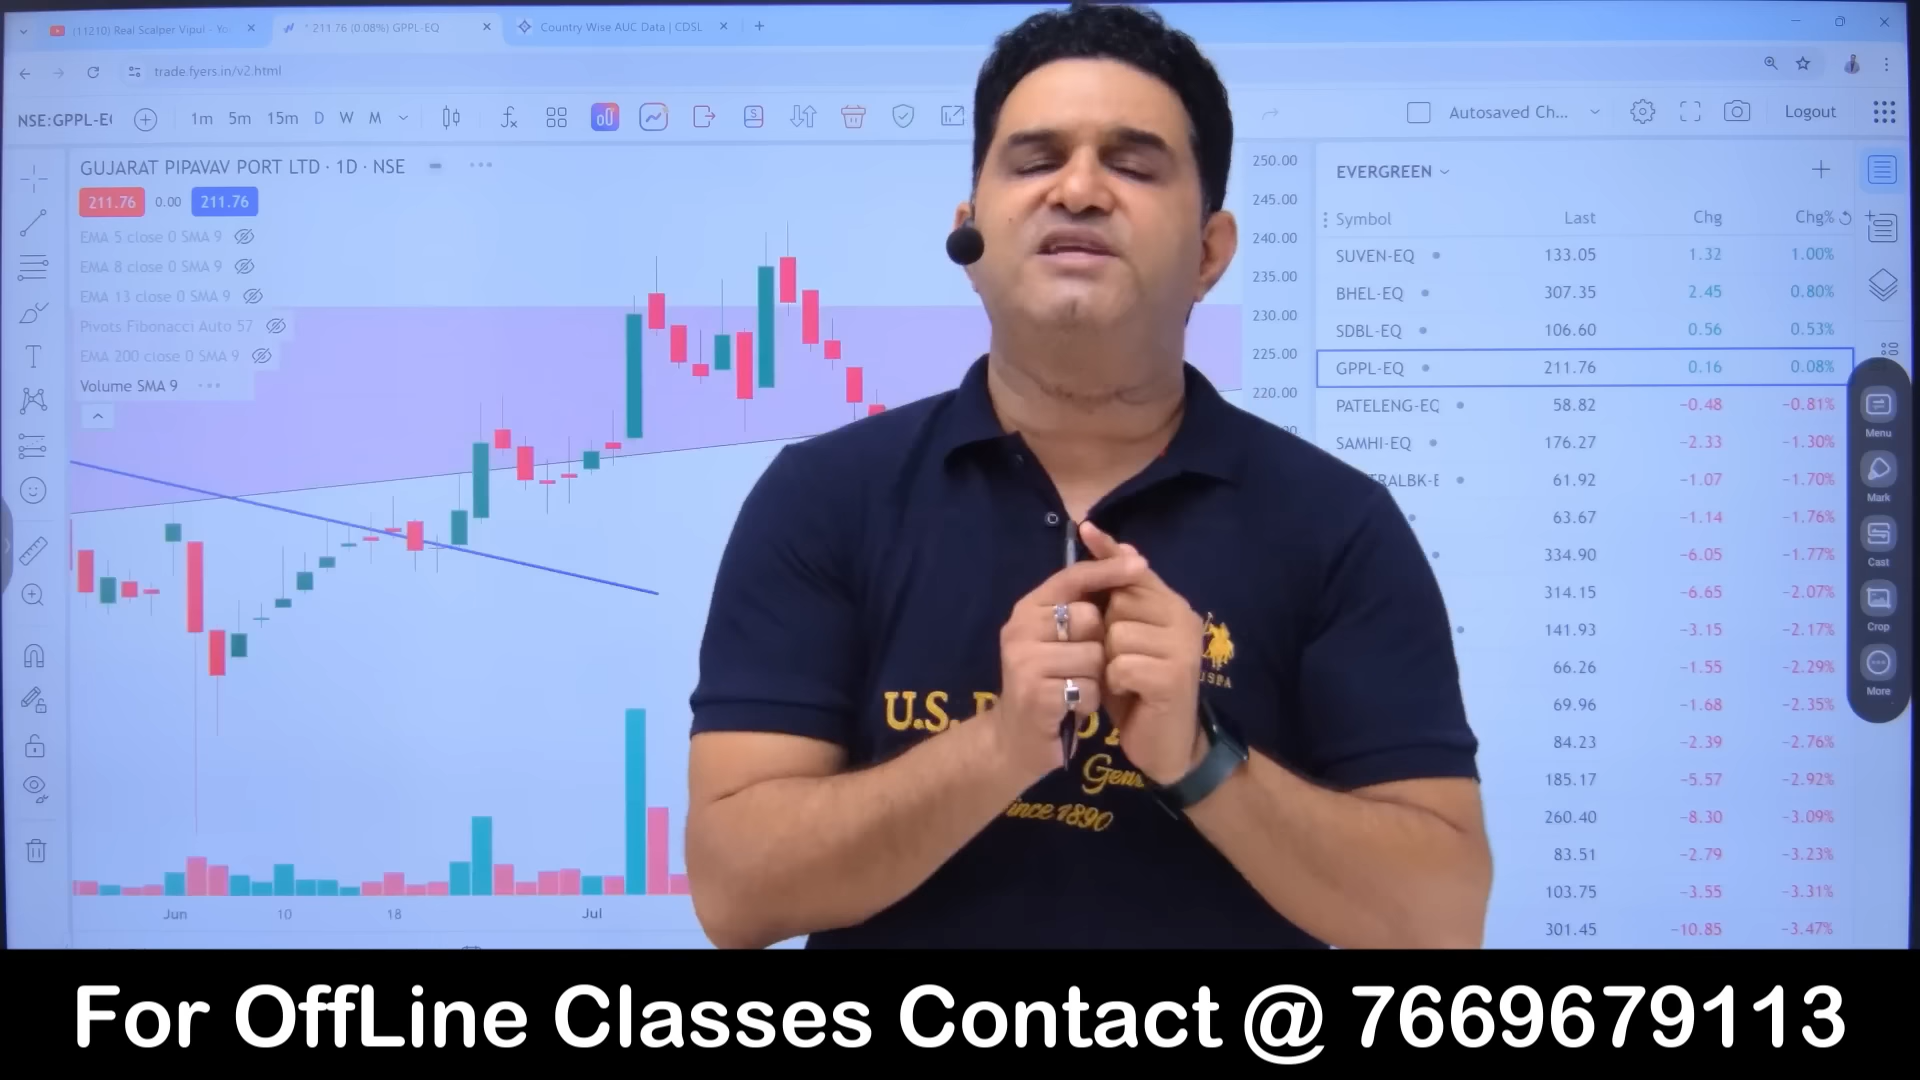 (11210) Real Scalper Vipul - Yo
* 211.76 (0.08%) GPPL-EQ
Country Wise AUC Data | CDSL
trade.fyers.in/v2.html
NSE:GPPL-E
1m 5m 15m D W M
Autosaved Ch...
Logout
GUJARAT PIPAVAV PORT LTD · 1D · NSE
211.76 0.00 211.76
EMA 5 close 0 SMA 9
EMA 8 close 0 SMA 9
EMA 13 close 0 SMA 9
Pivots Fibonacci Auto 57
EMA 200 close 0 SMA 9
Volume SMA 9
250.00
245.00
240.00
235.00
230.00
225.00
220.00
Jun 10 18 Jul
EVERGREEN
Symbol Last Chg Chg%
SUVEN-EQ 133.05 1.32 1.00%
BHEL-EQ 307.35 2.45 0.80%
SDBL-EQ 106.60 0.56 0.53%
GPPL-EQ 211.76 0.16 0.08%
PATELENG-EQ 58.82 −0.48 −0.81%
SAMHI-EQ 176.27 −2.33 −1.30%
TRALBK-E 61.92 −1.07 −1.70%
63.67 −1.14 −1.76%
334.90 −6.05 −1.77%
314.15 −6.65 −2.07%
141.93 −3.15 −2.17%
66.26 −1.55 −2.29%
69.96 −1.68 −2.35%
84.23 −2.39 −2.76%
185.17 −5.57 −2.92%
260.40 −8.30 −3.09%
83.51 −2.79 −3.23%
103.75 −3.55 −3.31%
301.45 −10.85 −3.47%
Menu
Mark
Cast
Crop
More
U.S.
Since 1890
For OffLine Classes Contact @ 7669679113